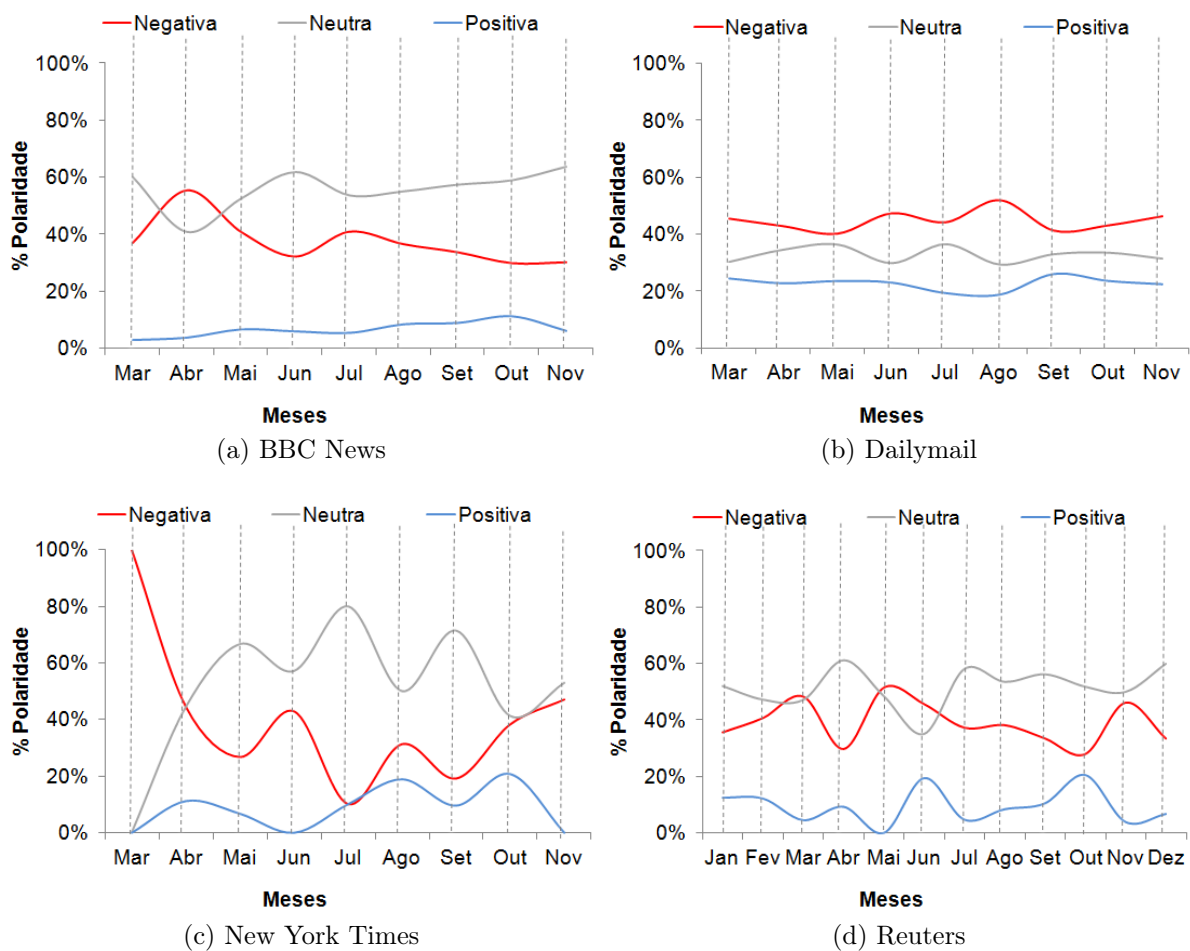 Negativa Neutra Positiva
100%
80%
60%
40%
20%
0%
% Polaridade
Mar Abr Mai Jun Jul Ago Set Out Nov
Meses
(a) BBC News
Negativa Neutra Positiva
100%
80%
60%
40%
20%
0%
% Polaridade
Mar Abr Mai Jun Jul Ago Set Out Nov
Meses
(b) Dailymail
Negativa Neutra Positiva
100%
80%
60%
40%
20%
0%
% Polaridade
Mar Abr Mai Jun Jul Ago Set Out Nov
Meses
(c) New York Times
Negativa Neutra Positiva
100%
80%
60%
40%
20%
0%
% Polaridade
Jan Fev Mar Abr Mai Jun Jul Ago Set Out Nov Dez
Meses
(d) Reuters